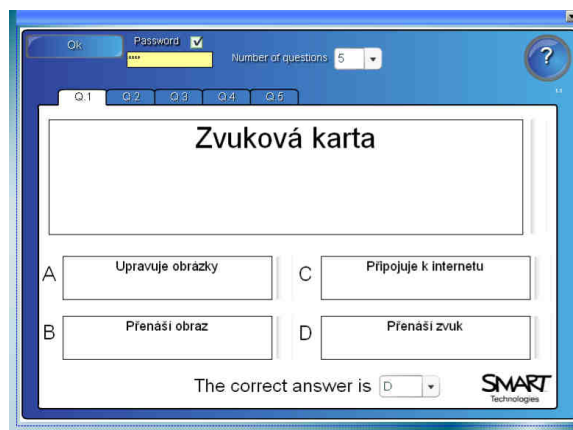 Ok
Password
****
Number of questions 5
?
Q.1 Q.2 Q.3 Q.4 Q.5
Zvuková karta
A Upravuje obrázky
C Připojuje k internetu
B Přenáší obraz
D Přenáší zvuk
The correct answer is D
SMART
Technologies